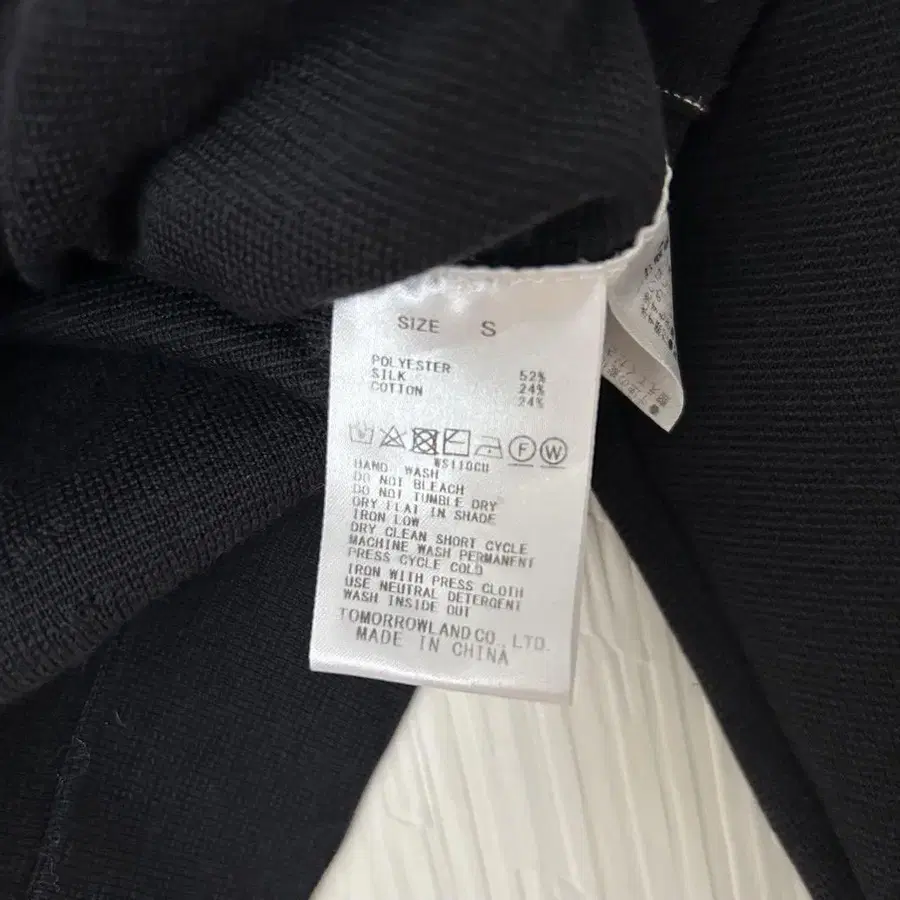 SIZE S
POLYESTER 52%
SILK 24%
COTTON 24%
F W
WS110CU
HAND WASH
DO NOT BLEACH
DO NOT TUMBLE DRY
DRY FLAT IN SHADE
IRON LOW
DRY CLEAN SHORT CYCLE
MACHINE WASH PERMANENT
PRESS CYCLE COLD
IRON WITH PRESS CLOTH
USE NEUTRAL DETERGENT
WASH INSIDE OUT
TOMORROWLAND CO., LTD.
MADE IN CHINA